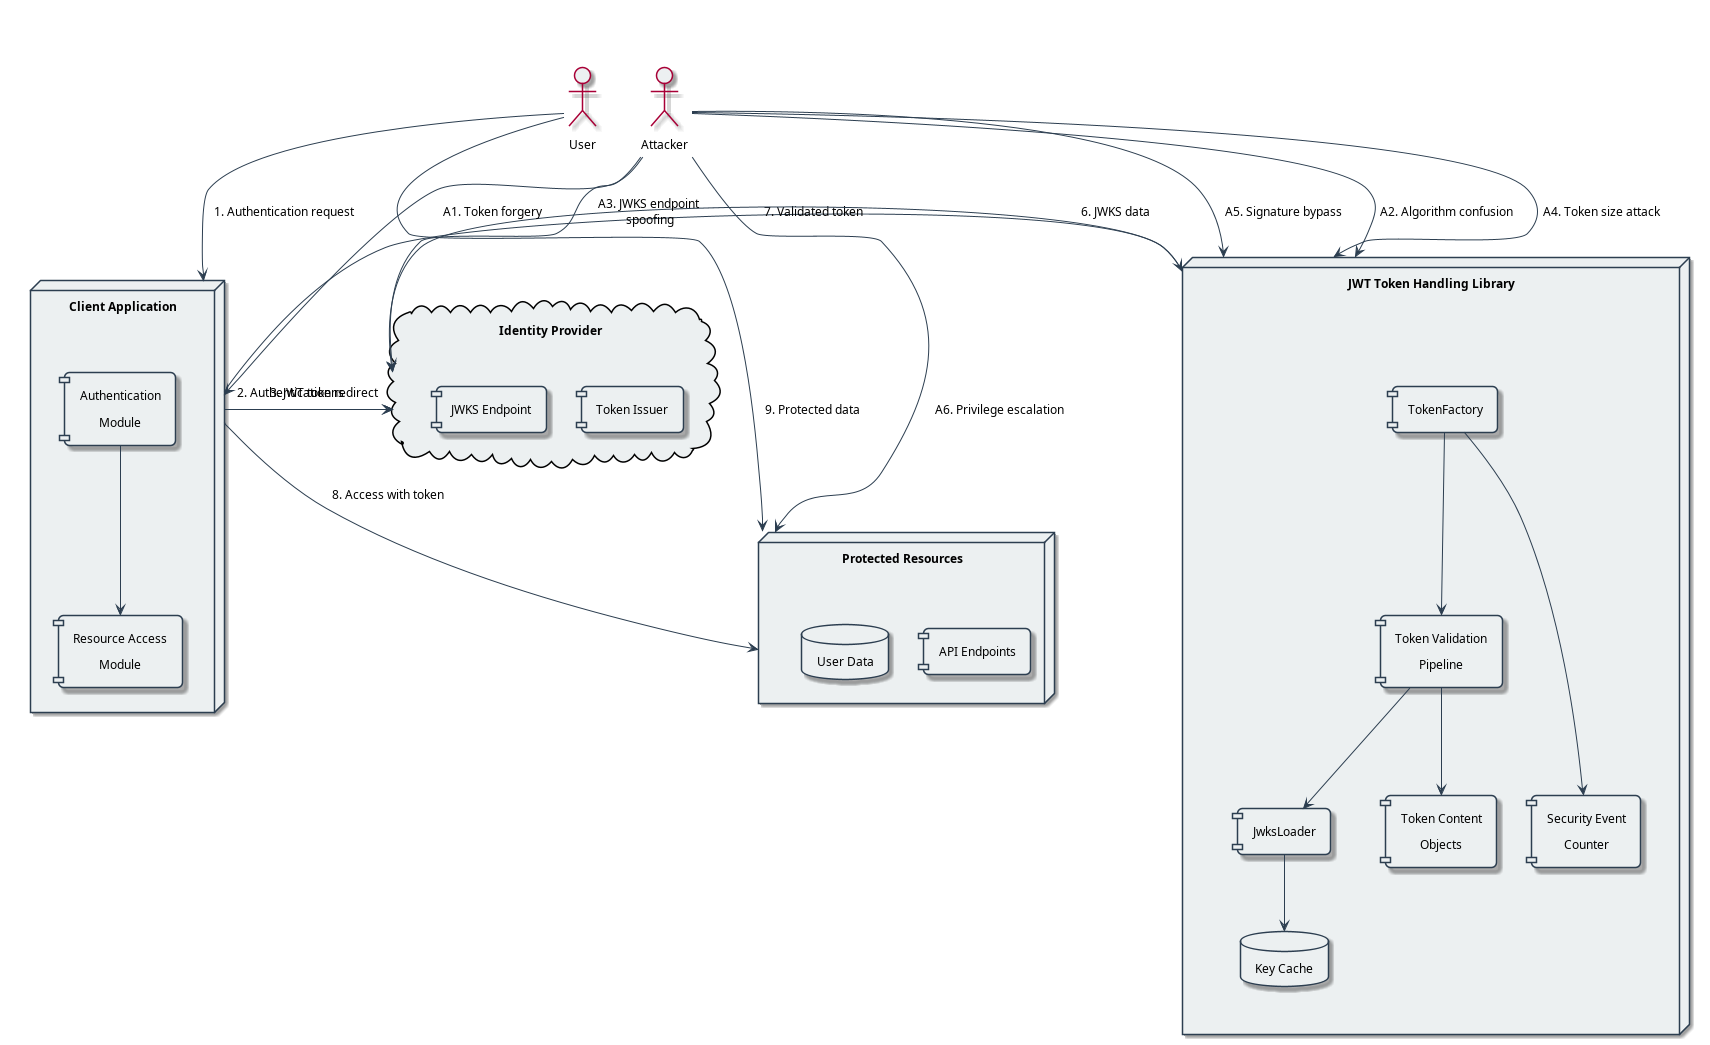 User
Attacker
1. Authentication request
A1. Token forgery
A3. JWKS endpoint
spoofing
7. Validated token
6. JWKS data
A5. Signature bypass
A2. Algorithm confusion
A4. Token size attack
Client Application
Authentication
Module
Resource Access
Module
2. Authentication redirect
3. JWT tokens
Identity Provider
JWKS Endpoint
Token Issuer
9. Protected data
A6. Privilege escalation
8. Access with token
Protected Resources
User Data
API Endpoints
JWT Token Handling Library
TokenFactory
Token Validation
Pipeline
JwksLoader
Token Content
Objects
Security Event
Counter
Key Cache